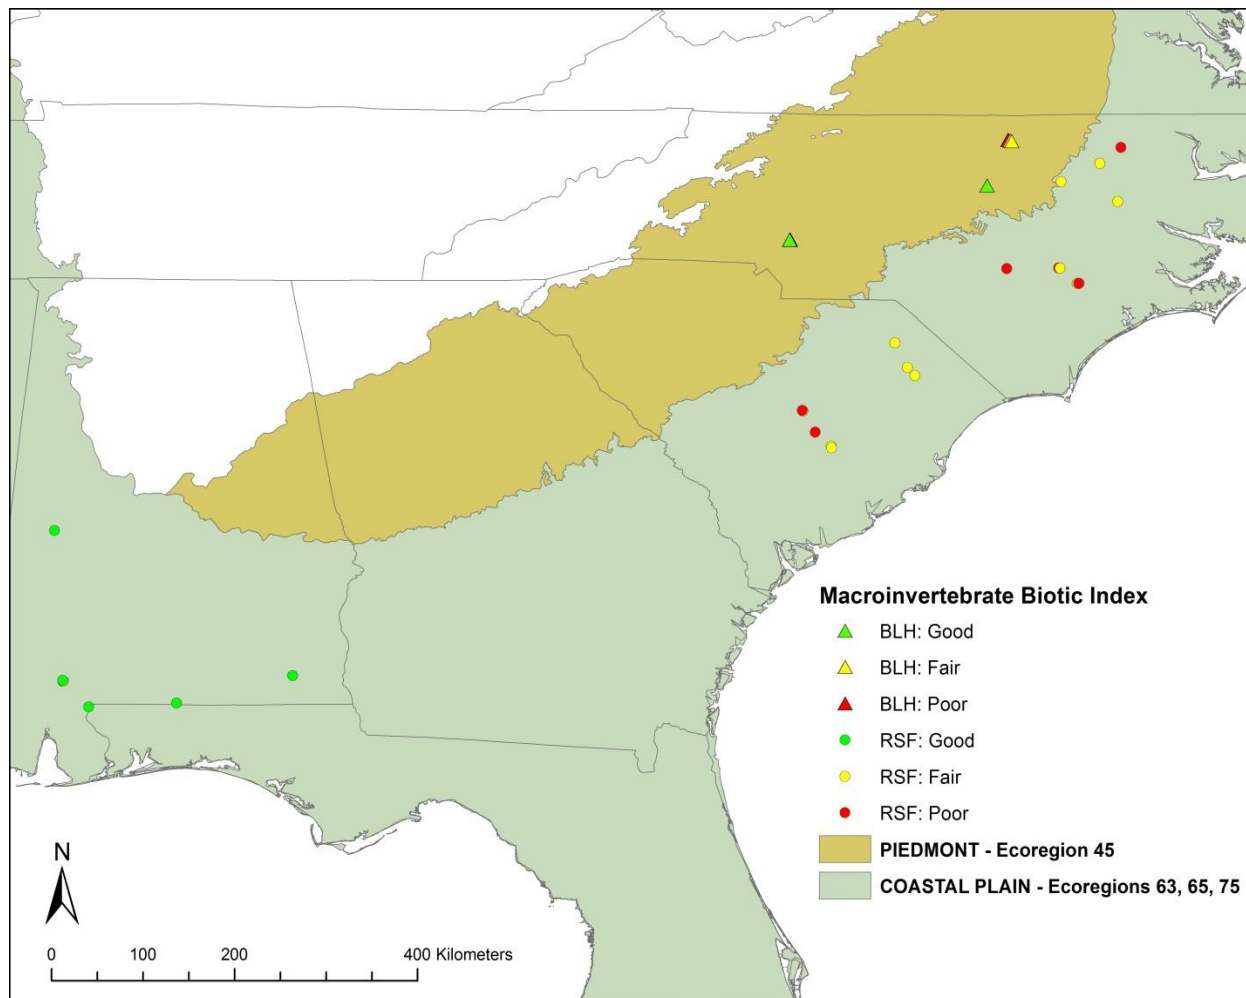 Macroinvertebrate Biotic Index
BLH: Good
BLH: Fair
BLH: Poor
RSF: Good
RSF: Fair
RSF: Poor
PIEDMONT - Ecoregion 45
COASTAL PLAIN - Ecoregions 63, 65, 75
N
0 100 200 400 Kilometers